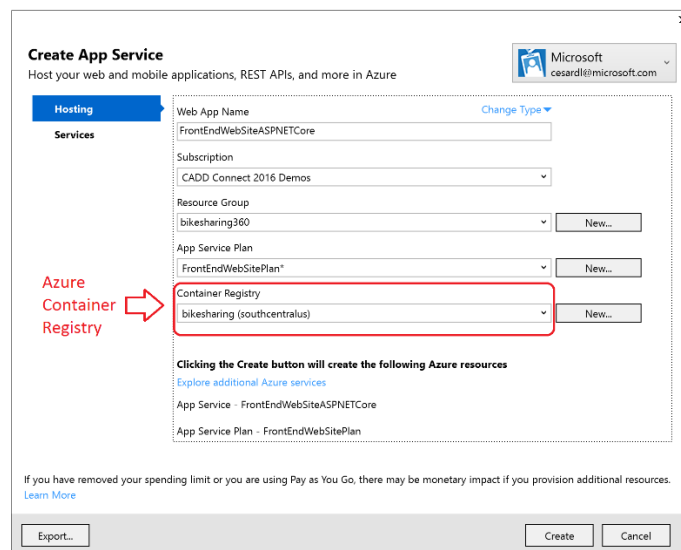 Create App Service
Host your web and mobile applications, REST APIs, and more in Azure
Microsoft
cesardl@microsoft.com
Hosting
Services
Web App Name
Change Type
FrontEndWebSiteASPNETCore
Subscription
CADD Connect 2016 Demos
Resource Group
bikesharing360
New...
App Service Plan
FrontEndWebSitePlan*
New...
Azure
Container
Registry
Container Registry
bikesharing (southcentralus)
New...
Clicking the Create button will create the following Azure resources
Explore additional Azure services
App Service - FrontEndWebSiteASPNETCore
App Service Plan - FrontEndWebSitePlan
If you have removed your spending limit or you are using Pay as You Go, there may be monetary impact if you provision additional resources.
Learn More
Export...
Create
Cancel